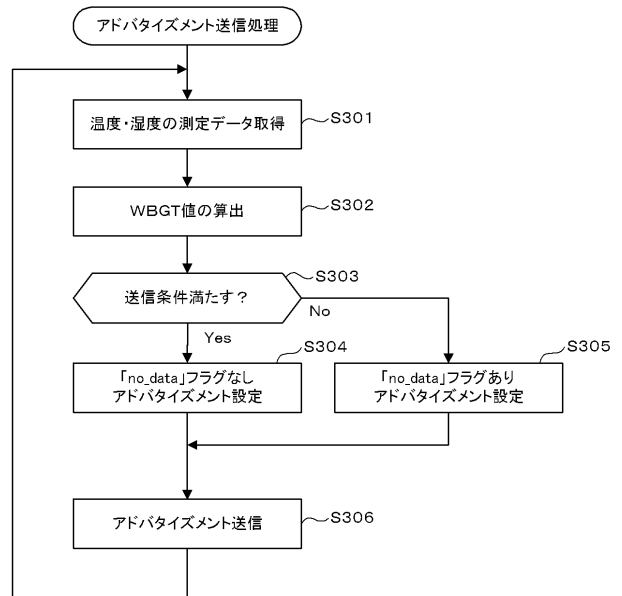 アドバタイズメント送信処理
温度・湿度の測定データ取得
S301
WBGT値の算出
S302
送信条件満たす？
S303
No
Yes
「no_data」フラグなし
アドバタイズメント設定
S304
「no_data」フラグあり
アドバタイズメント設定
S305
アドバタイズメント送信
S306